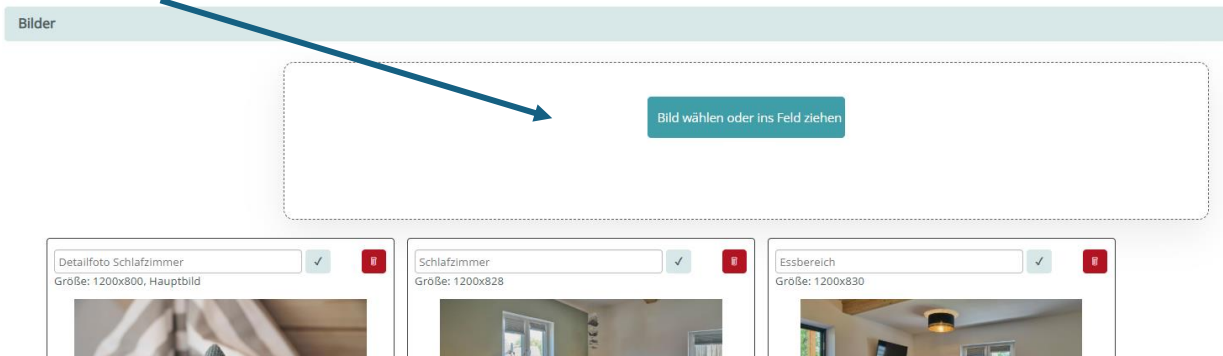 Bilder
Bild wählen oder ins Feld ziehen
Detailfoto Schlafzimmer
Größe: 1200x800, Hauptbild
Schlafzimmer
Größe: 1200x828
Essbereich
Größe: 1200x830